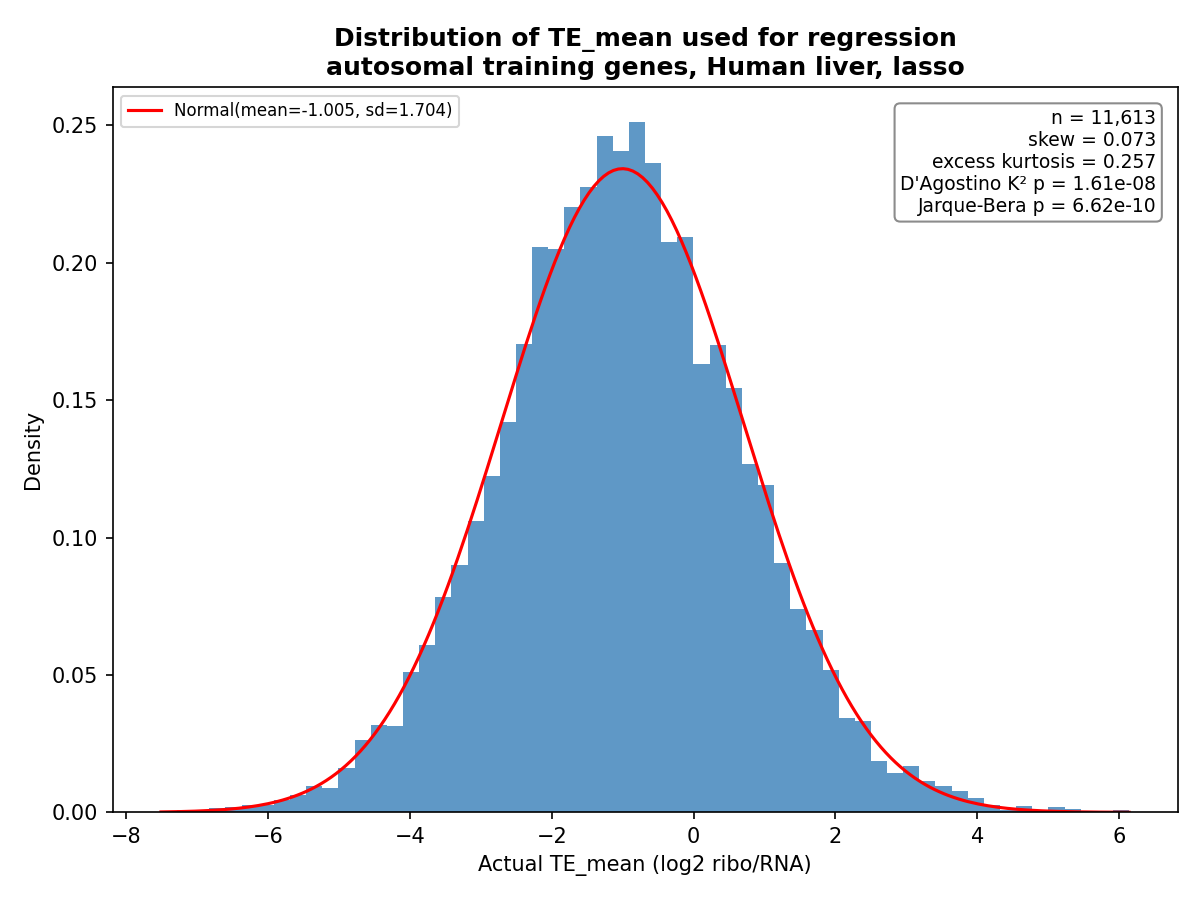 Distribution of TE_mean used for regression
autosomal training genes, Human liver, lasso
Normal(mean=-1.005, sd=1.704)
n = 11,613
skew = 0.073
excess kurtosis = 0.257
D'Agostino K² p = 1.61e-08
Jarque-Bera p = 6.62e-10
Density
0.25
0.20
0.15
0.10
0.05
0.00
−8 −6 −4 −2 0 2 4 6
Actual TE_mean (log2 ribo/RNA)